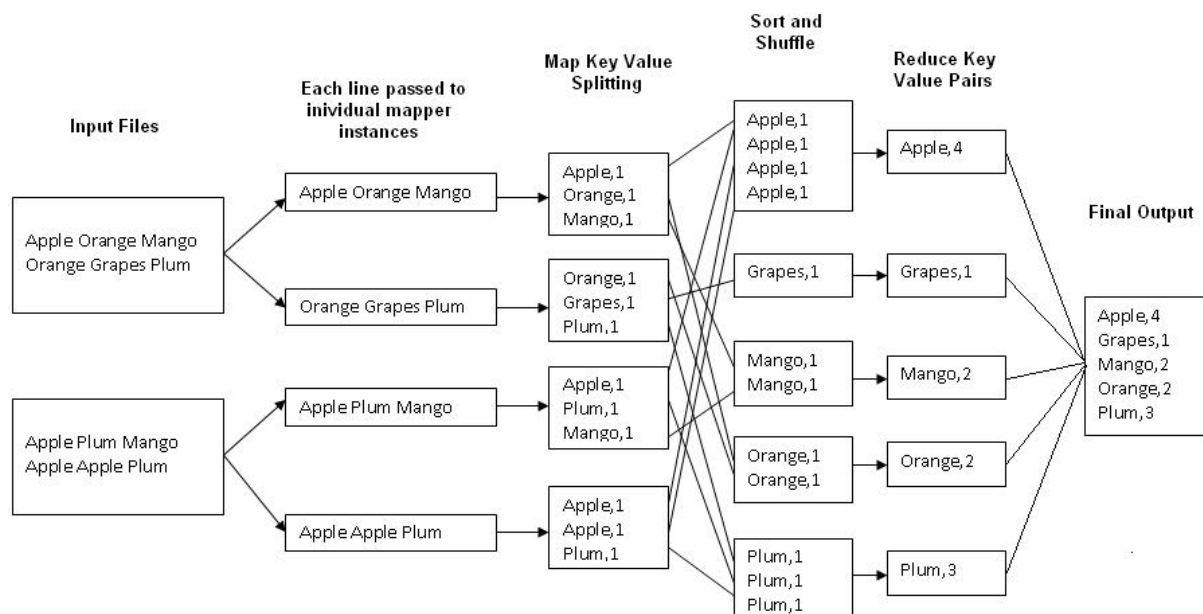 Input Files
Apple Orange Mango
Orange Grapes Plum
Apple Plum Mango
Apple Apple Plum
Each line passed to
inividual mapper
instances
Apple Orange Mango
Orange Grapes Plum
Apple Plum Mango
Apple Apple Plum
Map Key Value
Splitting
Apple,1
Orange,1
Mango,1
Orange,1
Grapes,1
Plum,1
Apple,1
Plum,1
Mango,1
Apple,1
Apple,1
Plum,1
Sort and
Shuffle
Apple,1
Apple,1
Apple,1
Apple,1
Grapes,1
Mango,1
Mango,1
Orange,1
Orange,1
Plum,1
Plum,1
Plum,1
Reduce Key
Value Pairs
Apple,4
Grapes,1
Mango,2
Orange,2
Plum,3
Final Output
Apple,4
Grapes,1
Mango,2
Orange,2
Plum,3